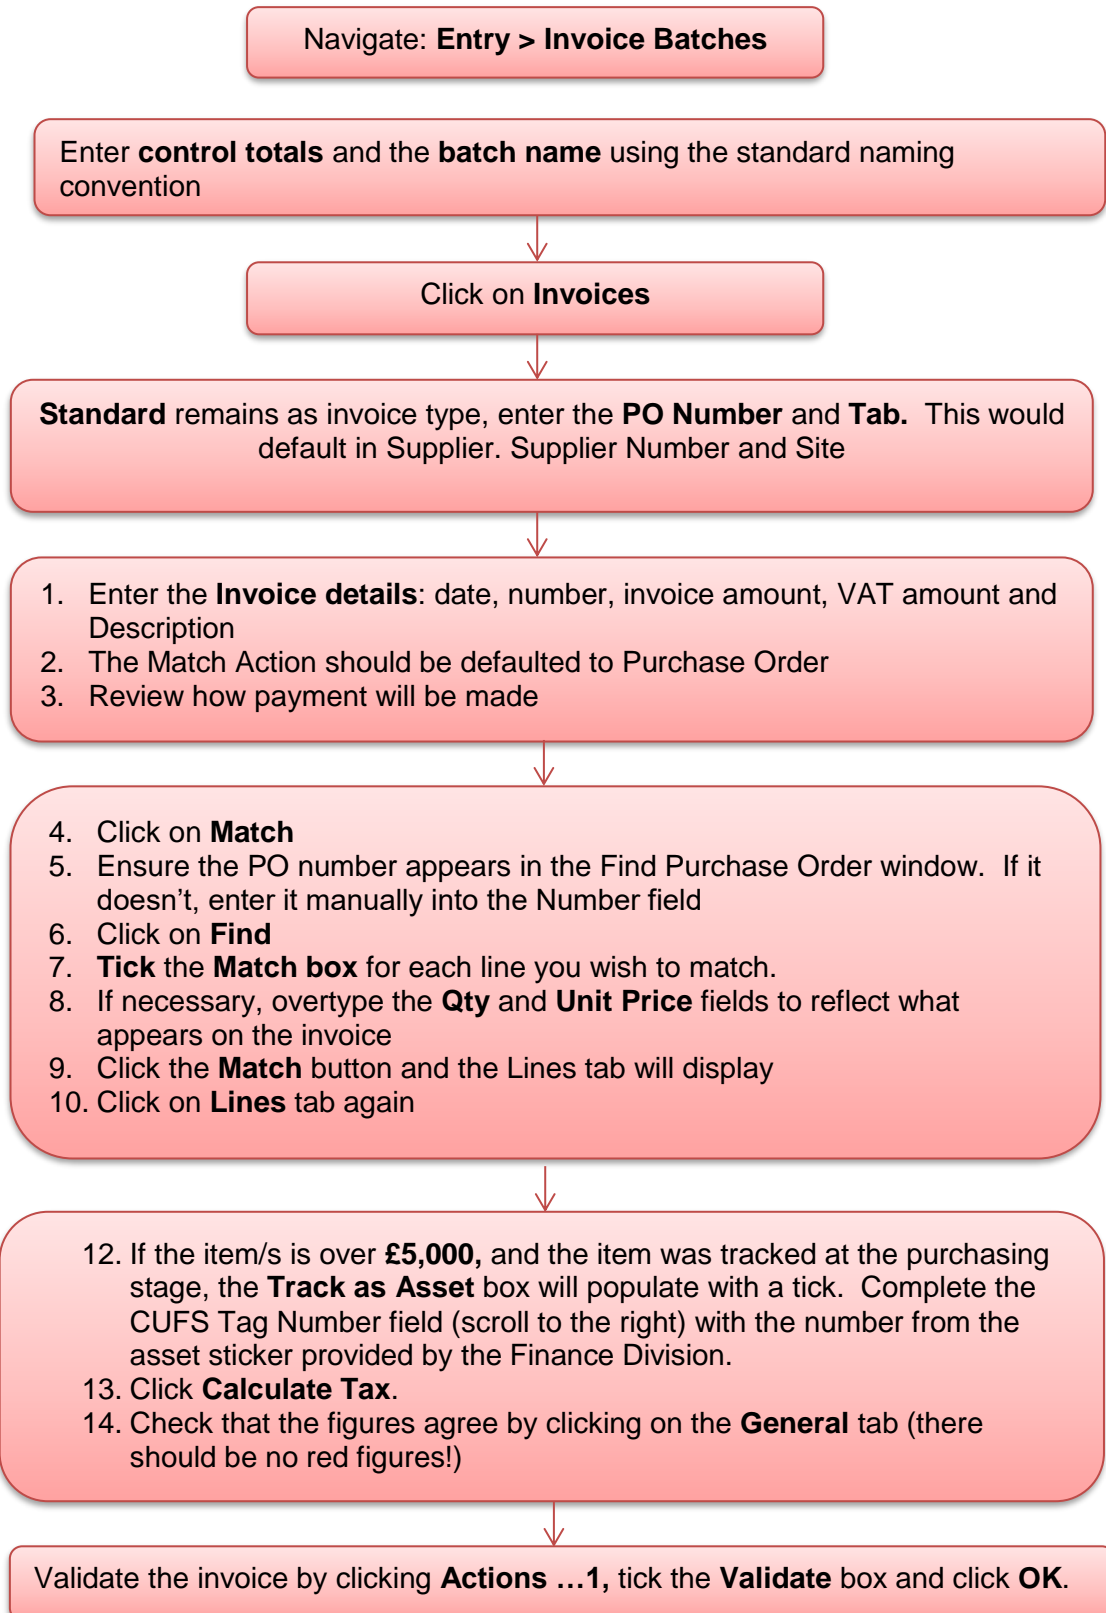 Navigate: Entry > Invoice Batches
Enter control totals and the batch name using the standard naming
convention
Click on Invoices
Standard remains as invoice type, enter the PO Number and Tab. This would
default in Supplier. Supplier Number and Site
1. Enter the Invoice details: date, number, invoice amount, VAT amount and
Description
2. The Match Action should be defaulted to Purchase Order
3. Review how payment will be made
4. Click on Match
5. Ensure the PO number appears in the Find Purchase Order window. If it
doesn’t, enter it manually into the Number field
6. Click on Find
7. Tick the Match box for each line you wish to match.
8. If necessary, overtype the Qty and Unit Price fields to reflect what
appears on the invoice
9. Click the Match button and the Lines tab will display
10. Click on Lines tab again
12. If the item/s is over £5,000, and the item was tracked at the purchasing
stage, the Track as Asset box will populate with a tick. Complete the
CUFS Tag Number field (scroll to the right) with the number from the
asset sticker provided by the Finance Division.
13. Click Calculate Tax.
14. Check that the figures agree by clicking on the General tab (there
should be no red figures!)
Validate the invoice by clicking Actions …1, tick the Validate box and click OK.